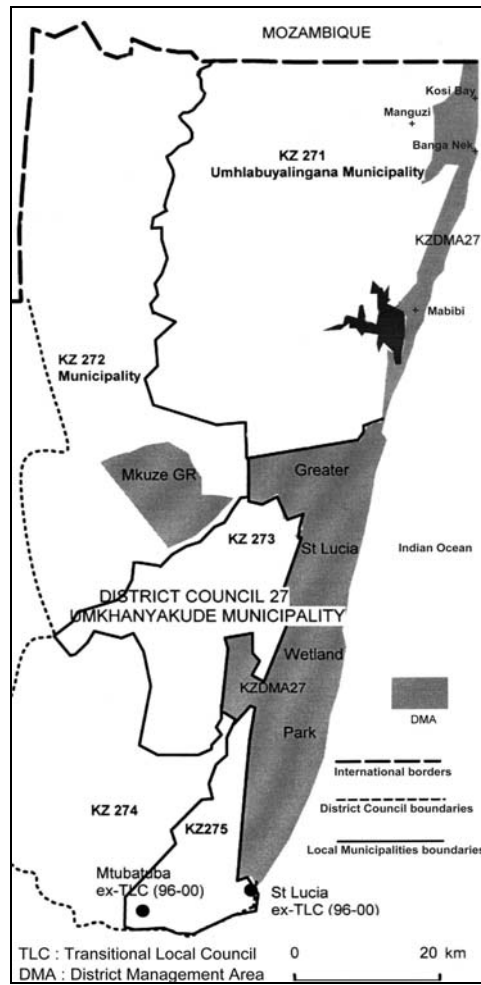 MOZAMBIQUE
Kosi Bay
Manguzi
Banga Nek
KZ 271
Umhlabuyalingana Municipality
KZDMA27
Mabibi
KZ 272
Municipality
Mkuze GR
Greater
KZ 273
St Lucia
Indian Ocean
DISTRICT COUNCIL 27
UMKHANYAKUDE MUNICIPALITY
Wetland
KZDMA27
DMA
Park
International borders
KZ 274
KZ275
District Council boundaries
Local Municipalities boundaries
Mtubatuba
ex-TLC (96-00)
St Lucia
ex-TLC (96-00)
TLC : Transitional Local Council
0 20 km
DMA : District Management Area